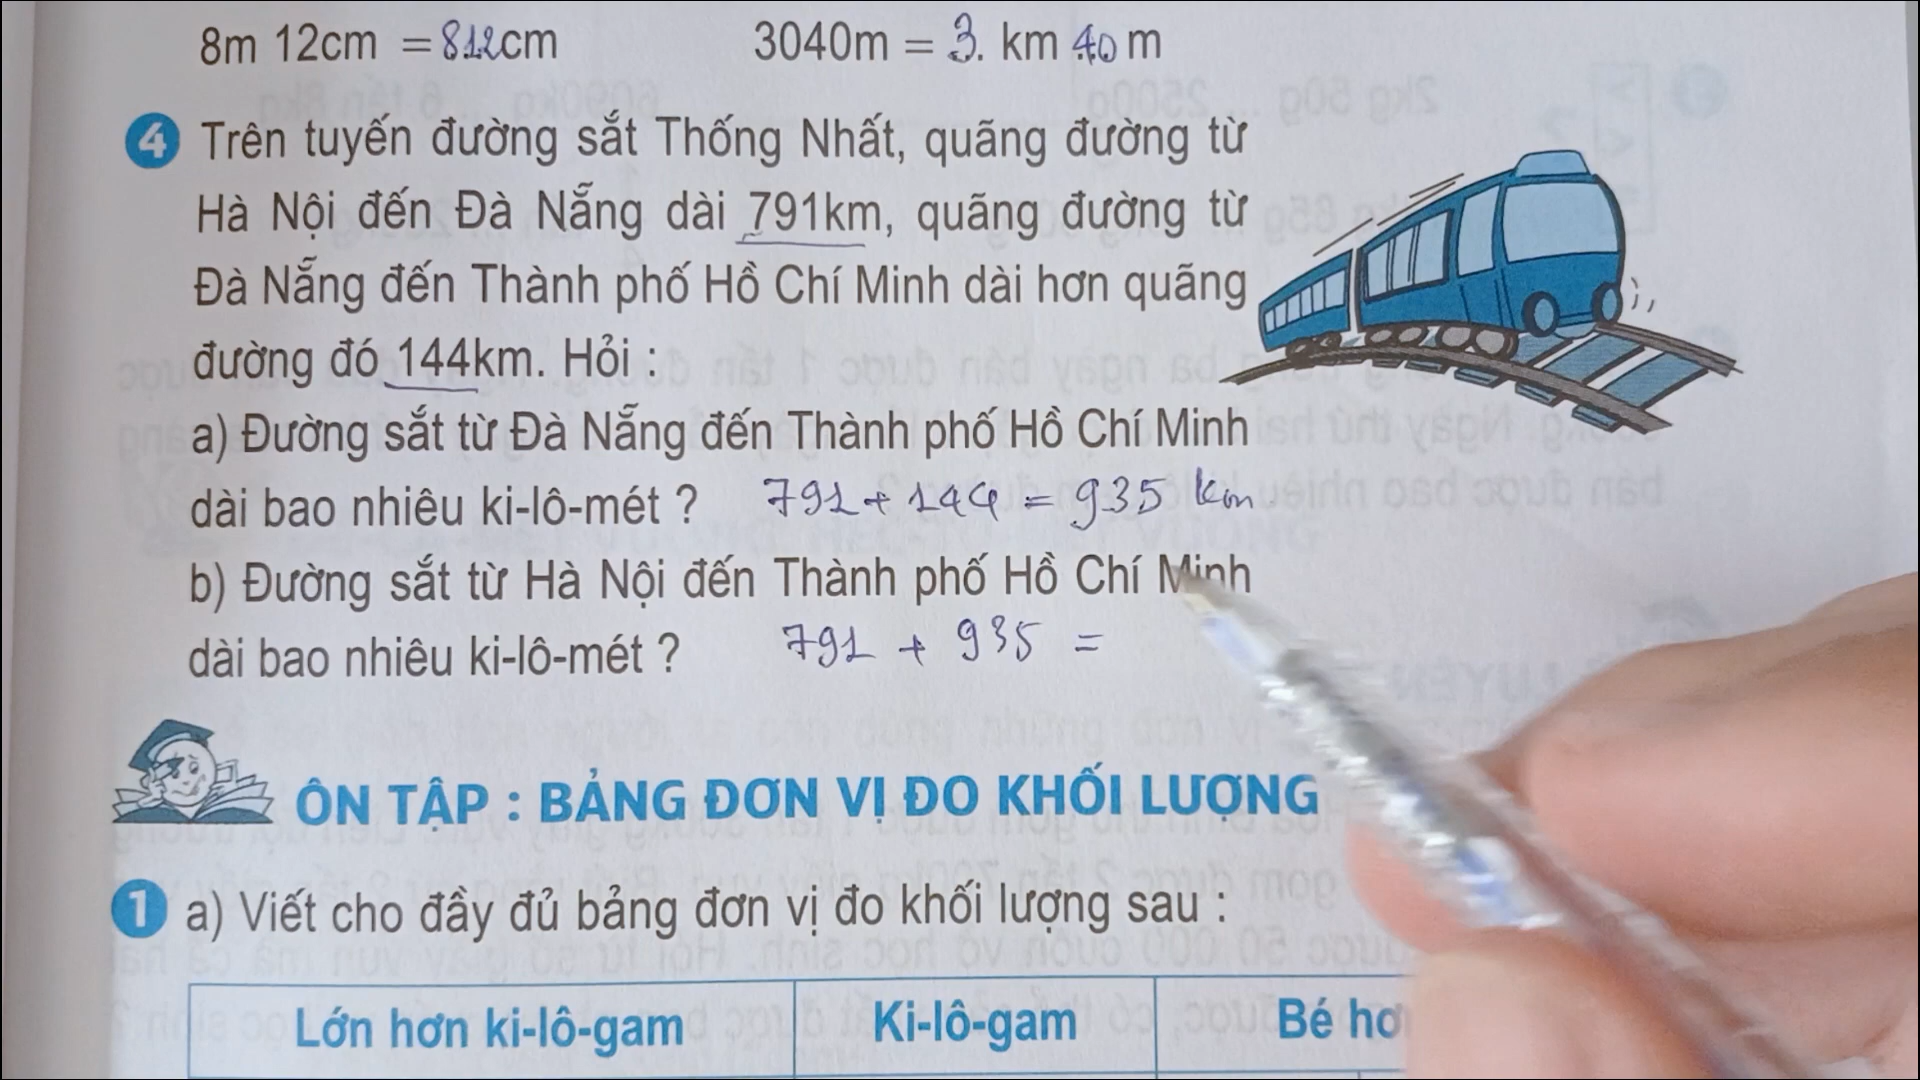 8m 12cm = 812cm 3040m = 3. km 40 m
4 Trên tuyến đường sắt Thống Nhất, quãng đường từ
Hà Nội đến Đà Nẵng dài 791km, quãng đường từ
Đà Nẵng đến Thành phố Hồ Chí Minh dài hơn quãng
đường đó 144km. Hỏi :
a) Đường sắt từ Đà Nẵng đến Thành phố Hồ Chí Minh
dài bao nhiêu ki-lô-mét ? 791 + 144 = 935 km
b) Đường sắt từ Hà Nội đến Thành phố Hồ Chí Minh
dài bao nhiêu ki-lô-mét ? 791 + 935 =
ÔN TẬP : BẢNG ĐƠN VỊ ĐO KHỐI LƯỢNG
1 a) Viết cho đầy đủ bảng đơn vị đo khối lượng sau :
Lớn hơn ki-lô-gam Ki-lô-gam Bé hơ